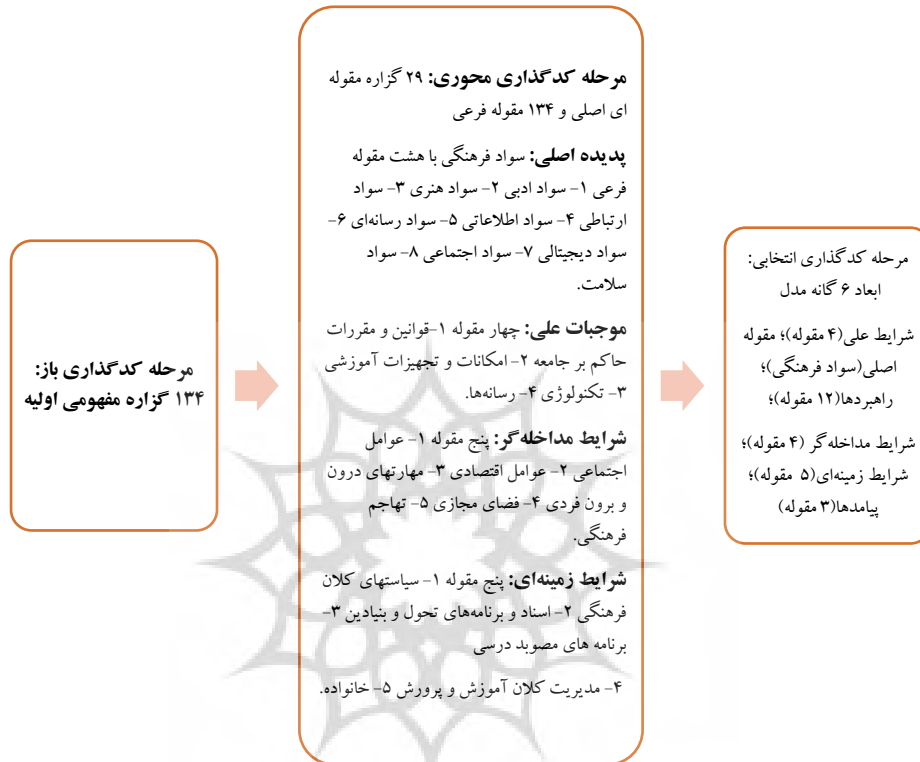 مرحله کدگذاری باز:
۱۳۴ گزاره مفهومی اولیه
مرحله کدگذاری محوری: ۲۹ گزاره مقوله
ای اصلی و ۱۳۴ مقوله فرعی
پدیده اصلی: سواد فرهنگی با هشت مقوله
فرعی ۱- سواد ادبی ۲- سواد هنری ۳- سواد
ارتباطی ۴- سواد اطلاعاتی ۵- سواد رسانه‌ای ۶-
سواد دیجیتالی ۷- سواد اجتماعی ۸- سواد
سلامت.
موجبات علی: چهار مقوله ۱-قوانین و مقررات
حاکم بر جامعه ۲- امکانات و تجهیزات آموزشی
۳- تکنولوژی ۴- رسانه‌ها.
شرایط مداخله‌گر: پنج مقوله ۱- عوامل
اجتماعی ۲- عوامل اقتصادی ۳- مهارتهای درون
و برون فردی ۴- فضای مجازی ۵- تهاجم
فرهنگی.
شرایط زمینه‌ای: پنج مقوله ۱- سیاستهای کلان
فرهنگی ۲- اسناد و برنامه‌های تحول و بنیادین ۳-
برنامه های مصوبد درسی
۴- مدیریت کلان آموزش و پرورش ۵- خانواده.
مرحله کدگذاری انتخابی:
ابعاد ۶ گانه مدل
شرایط علی(۴ مقوله)؛ مقوله
اصلی(سواد فرهنگی)؛
راهبردها(۱۲ مقوله)؛
شرایط مداخله‌گر (۴ مقوله)؛
شرایط زمینه‌ای(۵ مقوله)؛
پیامدها(۳ مقوله)